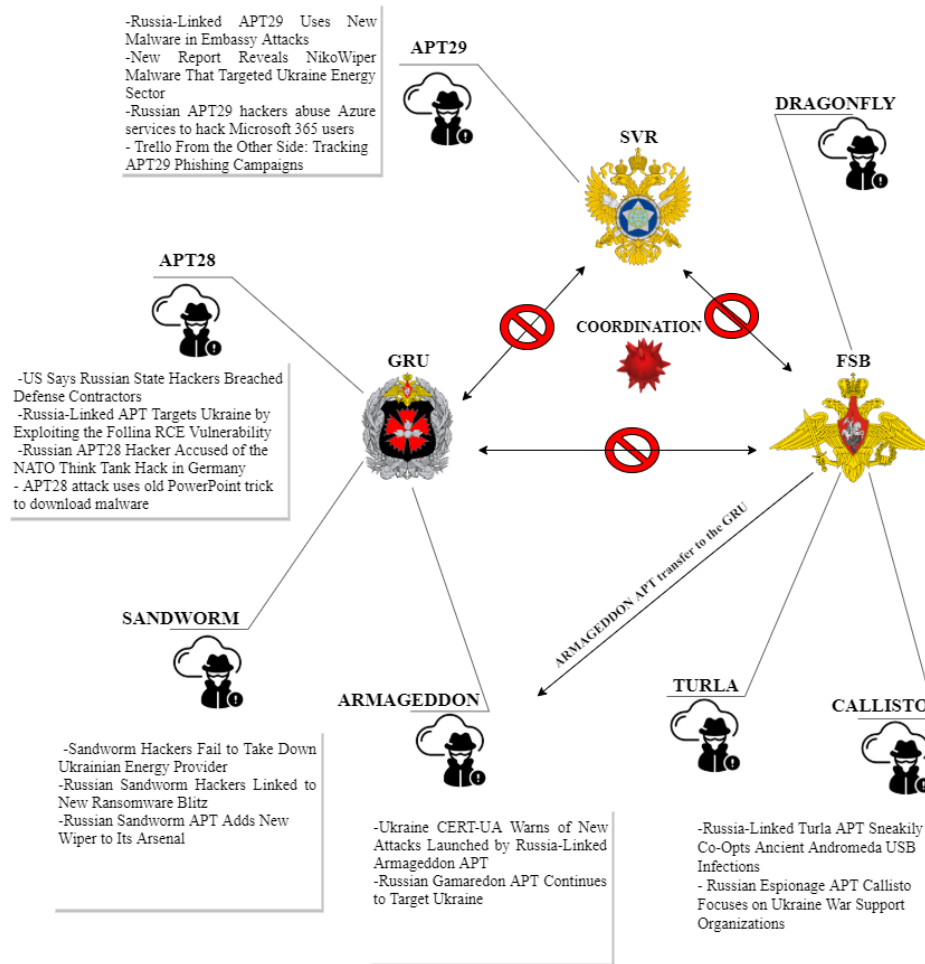 -Russia-Linked APT29 Uses New
Malware in Embassy Attacks
-New Report Reveals NikoWiper
Malware That Targeted Ukraine Energy
Sector
-Russian APT29 hackers abuse Azure
services to hack Microsoft 365 users
- Trello From the Other Side: Tracking
APT29 Phishing Campaigns
APT29
DRAGONFLY
SVR
APT28
COORDINATION
GRU
FSB
-US Says Russian State Hackers Breached
Defense Contractors
-Russia-Linked APT Targets Ukraine by
Exploiting the Follina RCE Vulnerability
-Russian APT28 Hacker Accused of the
NATO Think Tank Hack in Germany
- APT28 attack uses old PowerPoint trick
to download malware
ARMAGEDDON APT transfer to the GRU
SANDWORM
ARMAGEDDON
TURLA
CALLISTO
-Sandworm Hackers Fail to Take Down
Ukrainian Energy Provider
-Russian Sandworm Hackers Linked to
New Ransomware Blitz
-Russian Sandworm APT Adds New
Wiper to Its Arsenal
-Ukraine CERT-UA Warns of New
Attacks Launched by Russia-Linked
Armageddon APT
-Russian Gamaredon APT Continues
to Target Ukraine
-Russia-Linked Turla APT Sneakily
Co-Opts Ancient Andromeda USB
Infections
- Russian Espionage APT Callisto
Focuses on Ukraine War Support
Organizations